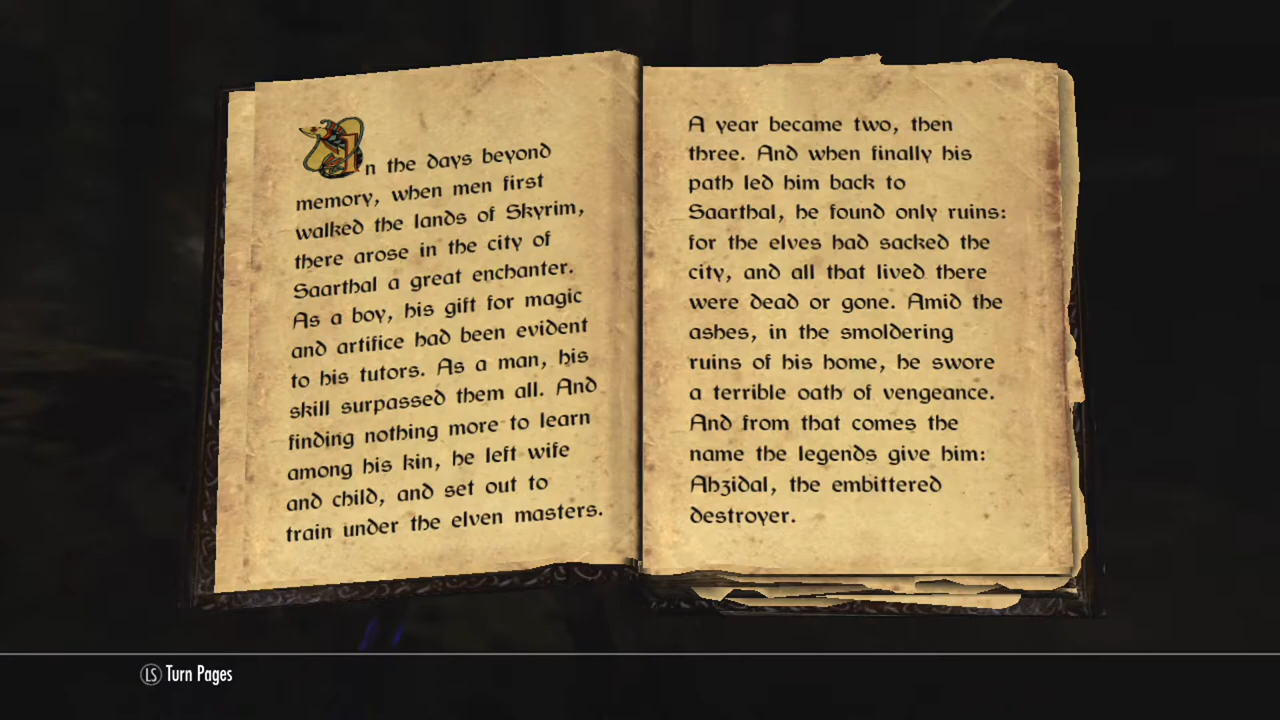 In the days beyond
memory, when men first
walked the lands of Skyrim,
there arose in the city of
Saarthal a great enchanter.
As a boy, his gift for magic
and artifice had been evident
to his tutors. As a man, his
skill surpassed them all. And
finding nothing more to learn
among his kin, he left wife
and child, and set out to
train under the elven masters.
A year became two, then
three. And when finally his
path led him back to
Saarthal, he found only ruins:
for the elves had sacked the
city, and all that lived there
were dead or gone. Amid the
ashes, in the smoldering
ruins of his home, he swore
a terrible oath of vengeance.
And from that comes the
name the legends give him:
Ahzidal, the embittered
destroyer.
LS Turn Pages